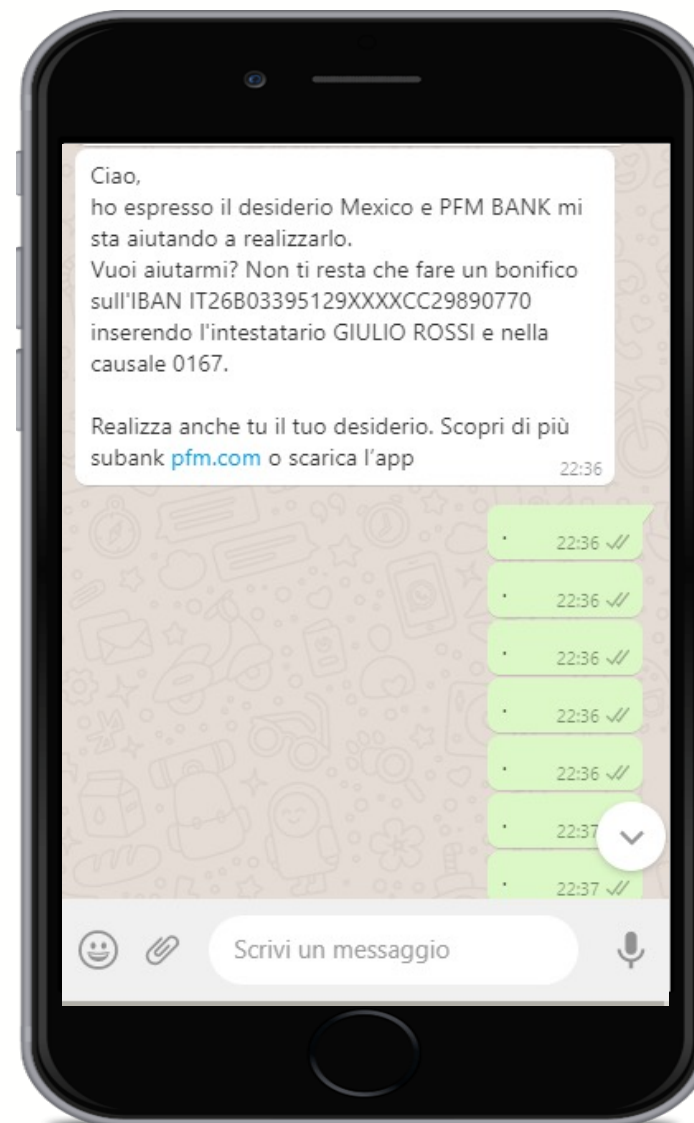 Ciao,
ho espresso il desiderio Mexico e PFM BANK mi
sta aiutando a realizzarlo.
Vuoi aiutarmi? Non ti resta che fare un bonifico
sull'IBAN IT26B03395129XXXXCC29890770
inserendo l'intestatario GIULIO ROSSI e nella
causale 0167.
Realizza anche tu il tuo desiderio. Scopri di più
subank pfm.com o scarica l'app
22:36
. 22:36
. 22:36
. 22:36
. 22:36
. 22:36
. 22:37
. 22:37
Scrivi un messaggio